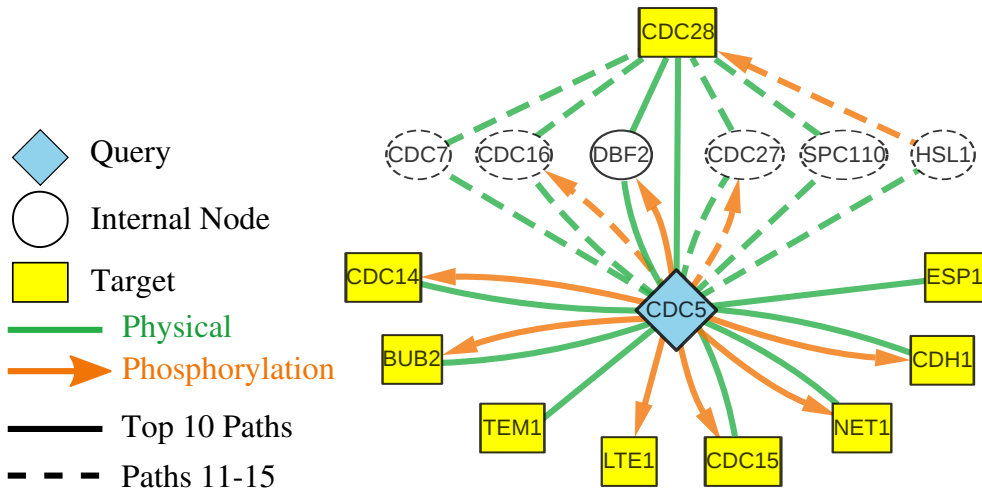 CDC28
CDC7
CDC16
DBF2
CDC27
SPC110
HSL1
Query
Internal Node
Target
Physical
Phosphorylation
Top 10 Paths
Paths 11-15
CDC14
ESP1
CDC5
BUB2
CDH1
TEM1
NET1
LTE1
CDC15